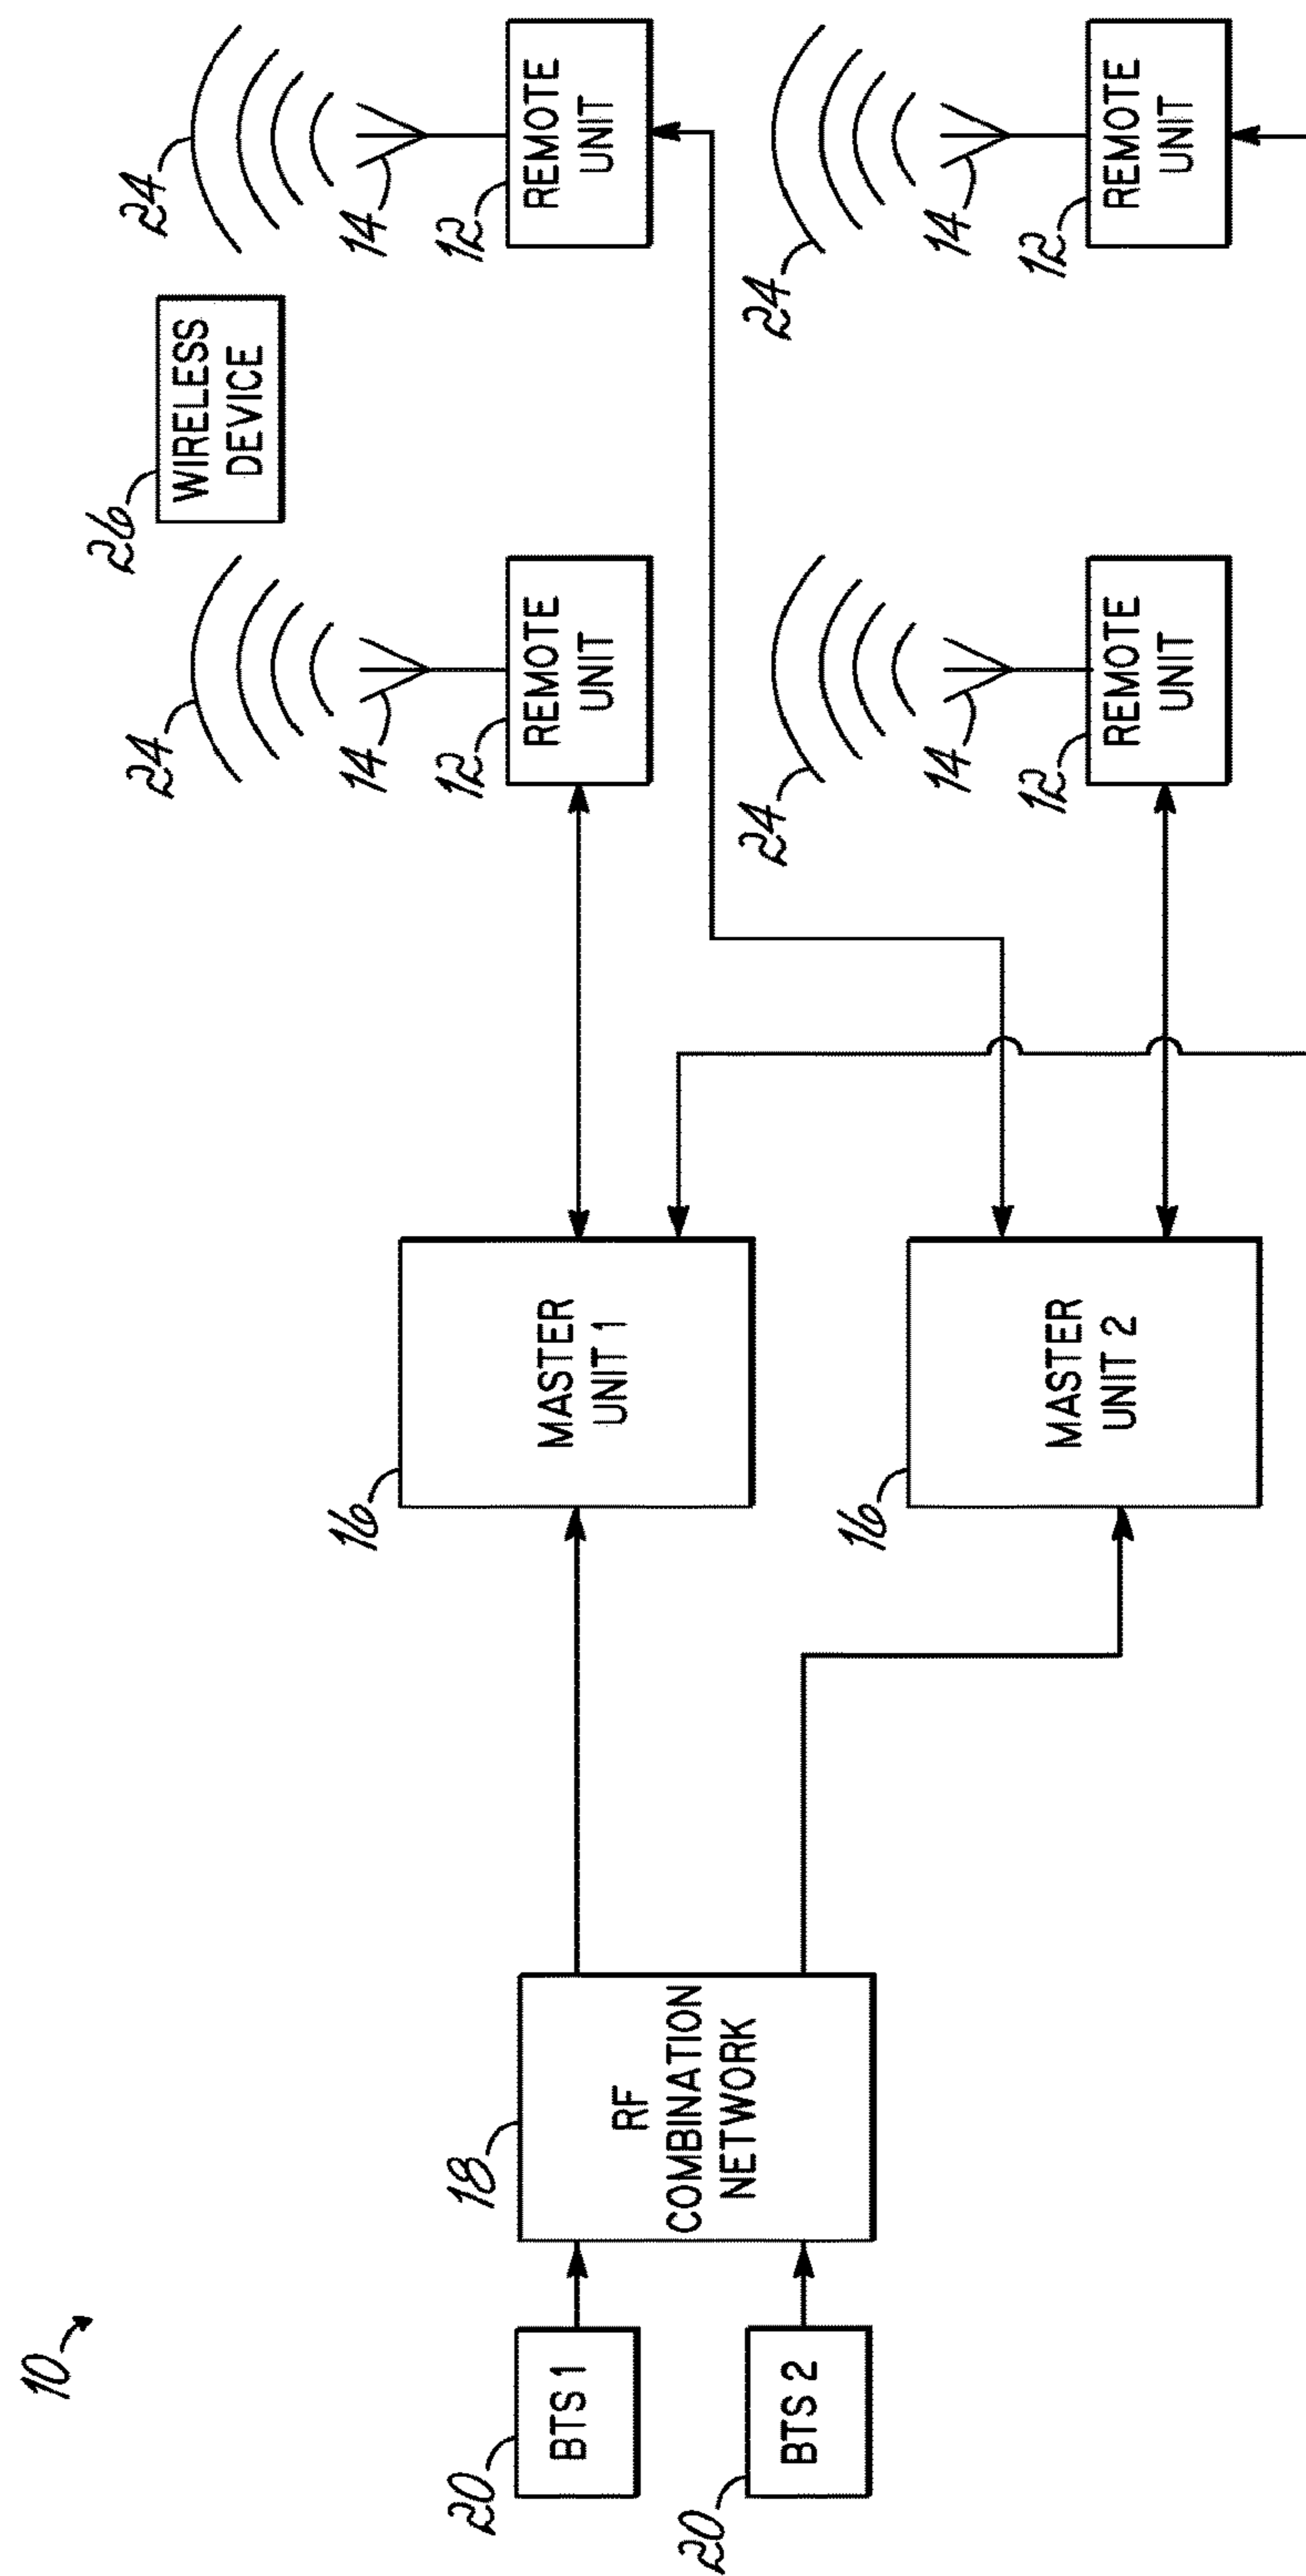 10
20
BTS 1
20
BTS 2
18
RF
COMBINATION
NETWORK
16
MASTER
UNIT 1
16
MASTER
UNIT 2
24
14
12
REMOTE
UNIT
26
WIRELESS
DEVICE
24
14
12
REMOTE
UNIT
24
14
12
REMOTE
UNIT
24
14
12
REMOTE
UNIT